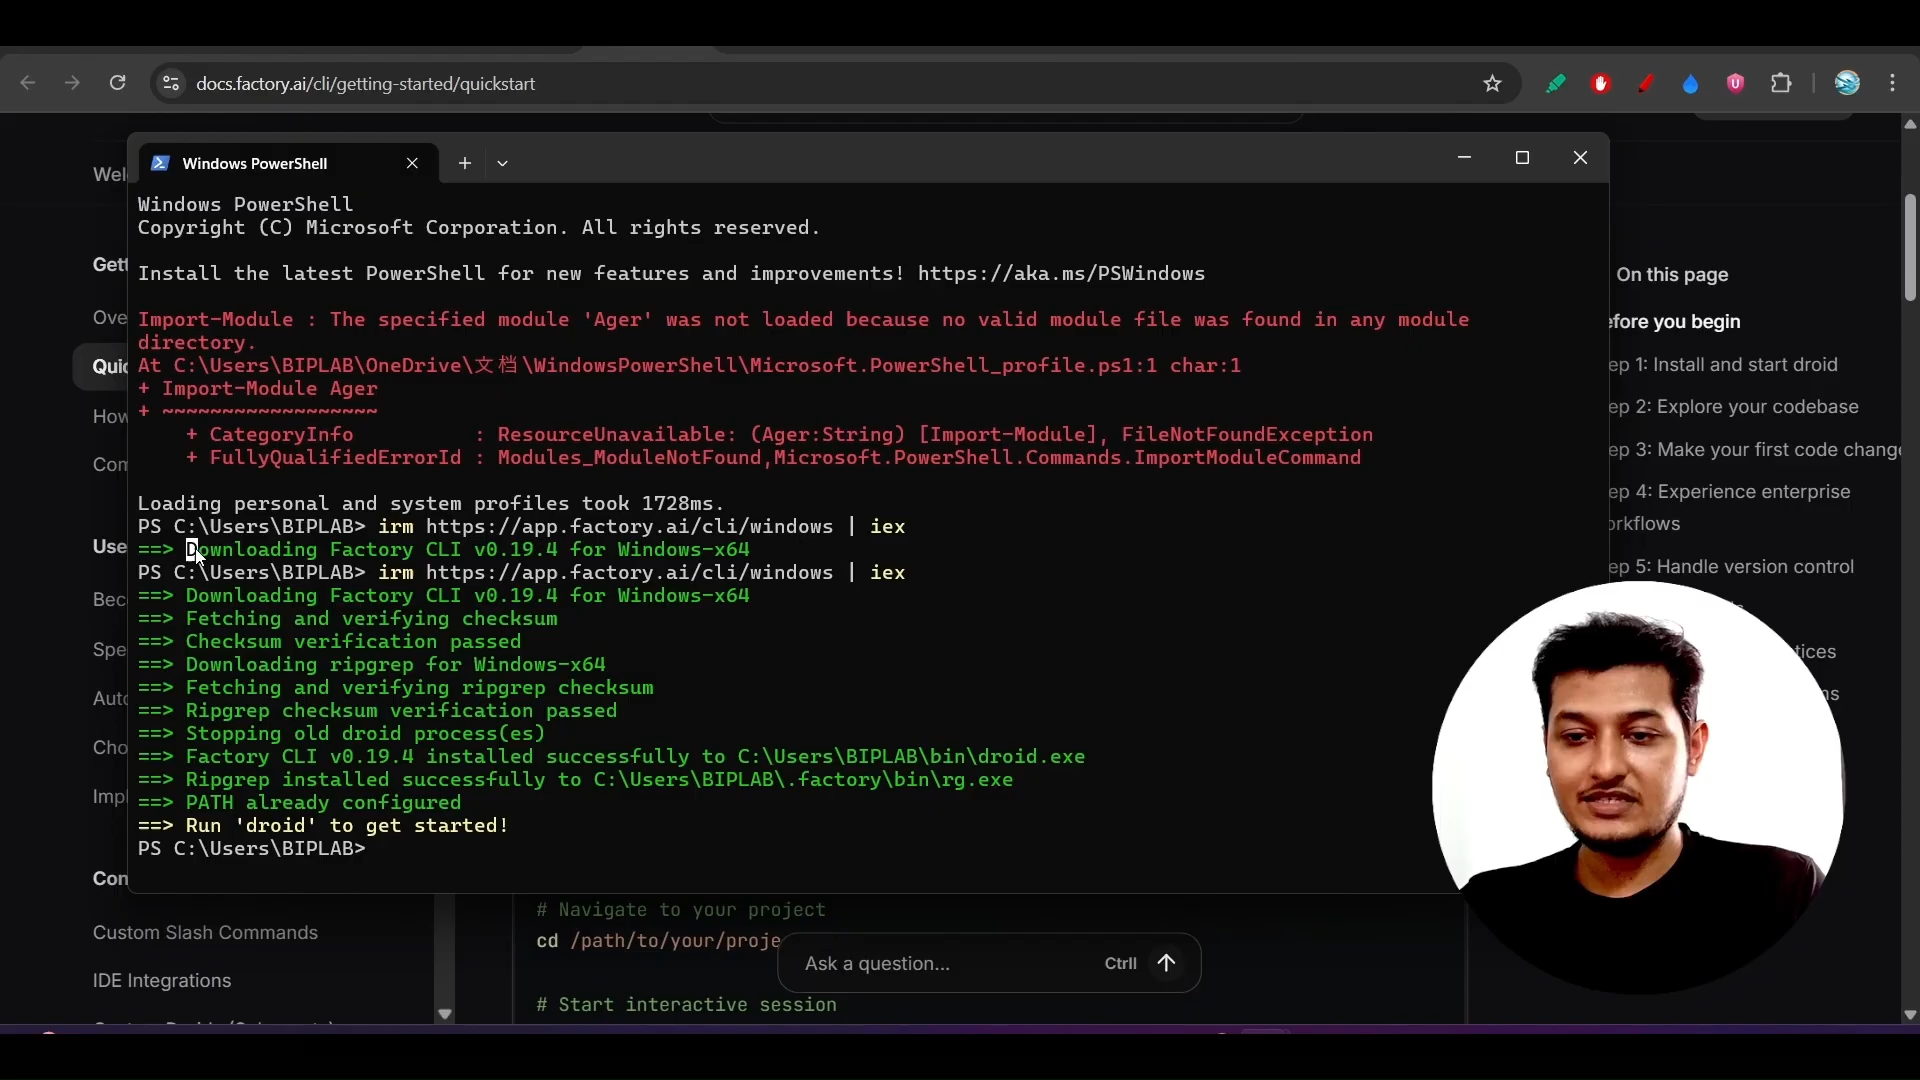 docs.factory.ai/cli/getting-started/quickstart
Windows PowerShell
Windows PowerShell
Copyright (C) Microsoft Corporation. All rights reserved.
Install the latest PowerShell for new features and improvements! https://aka.ms/PSWindows
Import-Module : The specified module 'Ager' was not loaded because no valid module file was found in any module
directory.
At C:\Users\BIPLAB\OneDrive\文档\WindowsPowerShell\Microsoft.PowerShell_profile.ps1:1 char:1
+ Import-Module Ager
+ ~~~~~~~~~~~~~~~~~~
+ CategoryInfo          : ResourceUnavailable: (Ager:String) [Import-Module], FileNotFoundException
+ FullyQualifiedErrorId : Modules_ModuleNotFound,Microsoft.PowerShell.Commands.ImportModuleCommand
Loading personal and system profiles took 1728ms.
PS C:\Users\BIPLAB> irm https://app.factory.ai/cli/windows | iex
==> Downloading Factory CLI v0.19.4 for Windows-x64
PS C:\Users\BIPLAB> irm https://app.factory.ai/cli/windows | iex
==> Downloading Factory CLI v0.19.4 for Windows-x64
==> Fetching and verifying checksum
==> Checksum verification passed
==> Downloading ripgrep for Windows-x64
==> Fetching and verifying ripgrep checksum
==> Ripgrep checksum verification passed
==> Stopping old droid process(es)
==> Factory CLI v0.19.4 installed successfully to C:\Users\BIPLAB\bin\droid.exe
==> Ripgrep installed successfully to C:\Users\BIPLAB\.factory\bin\rg.exe
==> PATH already configured
==> Run 'droid' to get started!
PS C:\Users\BIPLAB>
Wel
Gett
Ove
Quic
How
Com
Use
Bec
Spe
Auto
Cho
Impl
Con
Custom Slash Commands
IDE Integrations
# Navigate to your project
cd /path/to/your/proje
Ask a question...
CtrlI
# Start interactive session
On this page
efore you begin
ep 1: Install and start droid
ep 2: Explore your codebase
ep 3: Make your first code change
ep 4: Experience enterprise
orkflows
ep 5: Handle version control
tices
ns